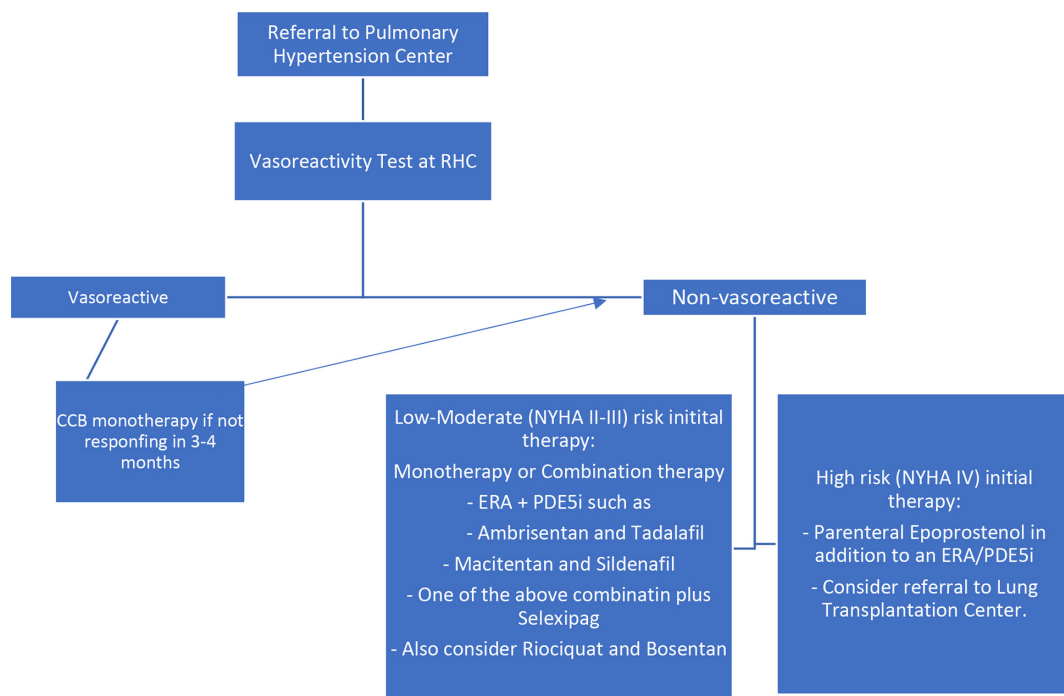 Referral to Pulmonary
Hypertension Center
Vasoreactivity Test at RHC
Vasoreactive
Non-vasoreactive
CCB monotherapy if not
responfing in 3-4
months
Low-Moderate (NYHA II-III) risk initital
therapy:
Monotherapy or Combination therapy
- ERA + PDE5i such as
Ambrisentan and Tadalafil
- Macitentan and Sildenafil
- One of the above combinatin plus
Selexipag
- Also consider Riociquat and Bosentan
High risk (NYHA IV) initial
therapy:
- Parenteral Epoprostenol in
addition to an ERA/PDE5i
- Consider referral to Lung
Transplantation Center.